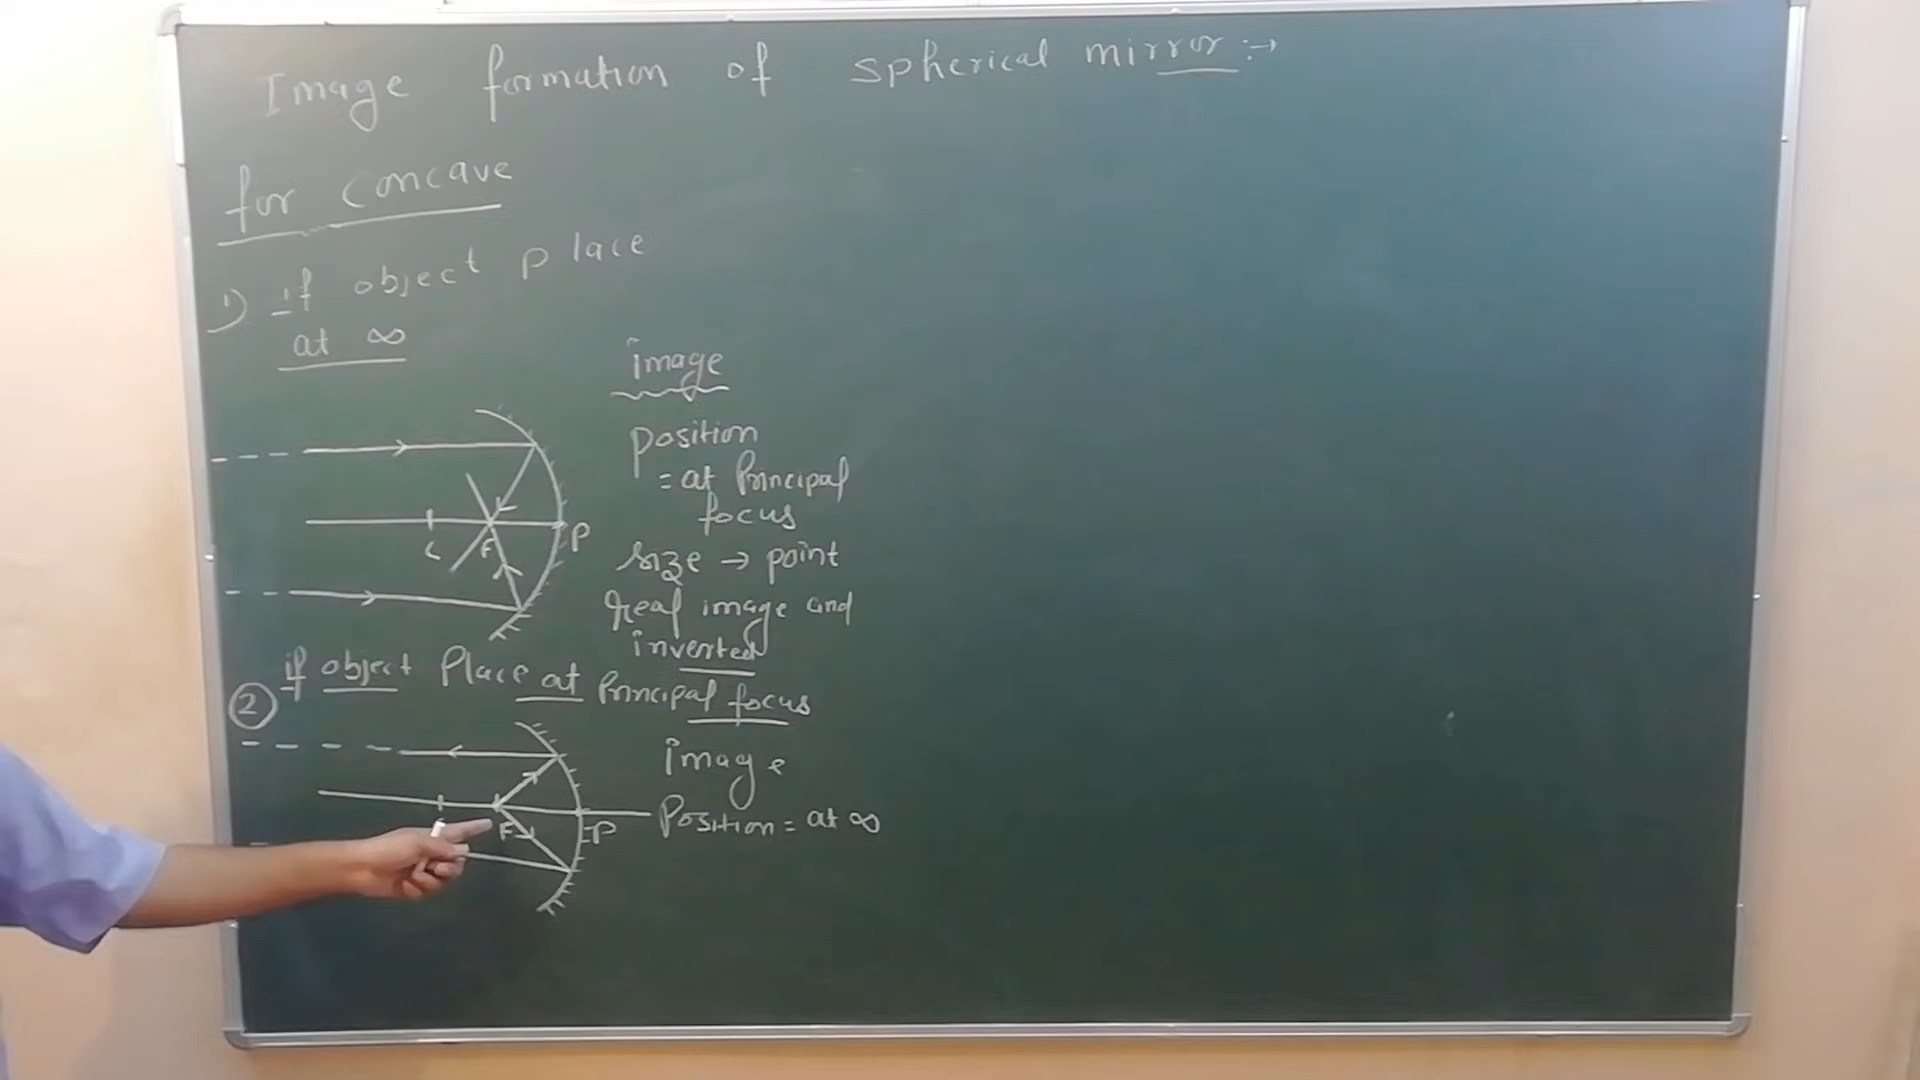 Image formation of spherical mirror :→
for concave
1) if object place
at ∞
image
position
= at Principal
focus
C F P
size → point
real image and
inverted
2 if object Place at Principal focus
image
Position = at ∞
F P